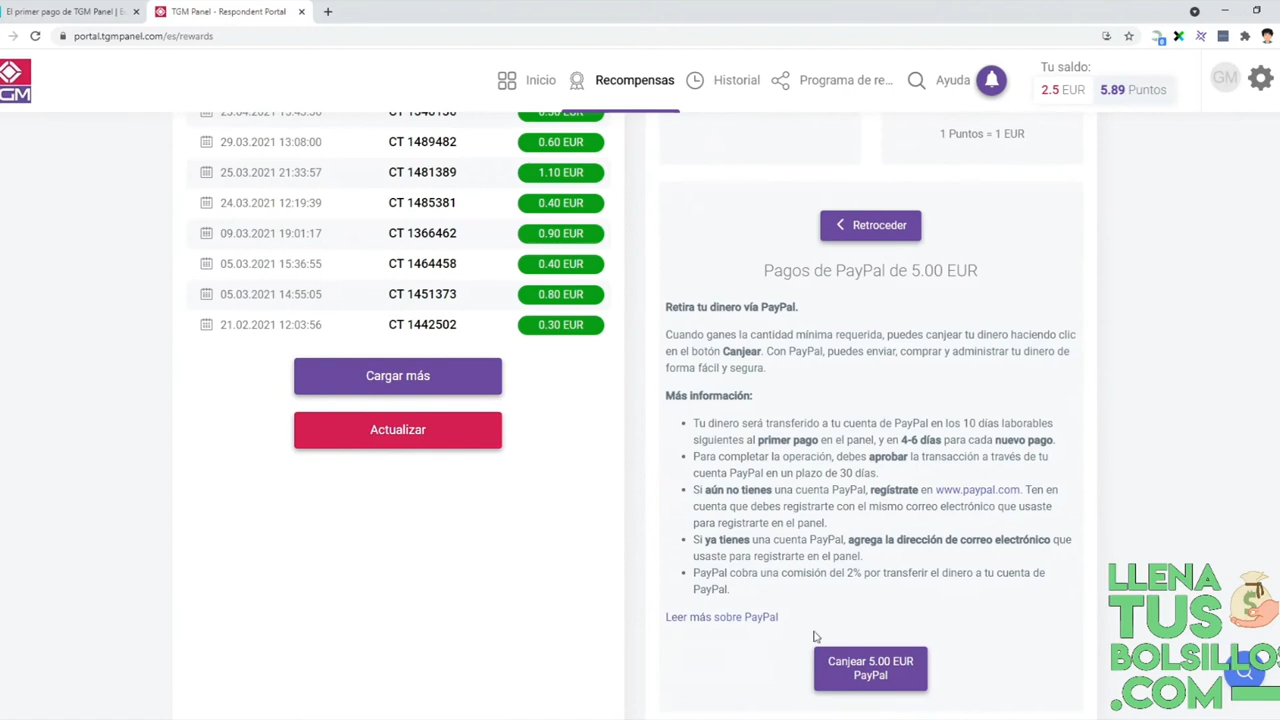 El primer pago de TGM Panel | E
TGM Panel - Respondent Portal
portal.tgmpanel.com/es/rewards
GM
Inicio
Recompensas
Historial
Programa de re...
Ayuda
Tu saldo:
2.5 EUR
5.89 Puntos
GM
CT
29.03.2021 13:08:00 CT 1489482 0.60 EUR
25.03.2021 21:33:57 CT 1481389 1.10 EUR
24.03.2021 12:19:39 CT 1485381 0.40 EUR
09.03.2021 19:01:17 CT 1366462 0.90 EUR
05.03.2021 15:36:55 CT 1464458 0.40 EUR
05.03.2021 14:55:05 CT 1451373 0.80 EUR
21.02.2021 12:03:56 CT 1442502 0.30 EUR
Cargar más
Actualizar
1 Puntos = 1 EUR
Retroceder
Pagos de PayPal de 5.00 EUR
Retira tu dinero vía PayPal.
Cuando ganes la cantidad mínima requerida, puedes canjear tu dinero haciendo clic
en el botón Canjear. Con PayPal, puedes enviar, comprar y administrar tu dinero de
forma fácil y segura.
Más información:
Tu dinero será transferido a tu cuenta de PayPal en los 10 días laborables
siguientes al primer pago en el panel, y en 4-6 días para cada nuevo pago.
Para completar la operación, debes aprobar la transacción a través de tu
cuenta PayPal en un plazo de 30 días.
Si aún no tienes una cuenta PayPal, regístrate en www.paypal.com. Ten en
cuenta que debes registrarte con el mismo correo electrónico que usaste
para registrarte en el panel.
Si ya tienes una cuenta PayPal, agrega la dirección de correo electrónico que
usaste para registrarte en el panel.
PayPal cobra una comisión del 2% por transferir el dinero a tu cuenta de
PayPal.
Leer más sobre PayPal
Canjear 5.00 EUR
PayPal
LLENA
TUS
BOLSILLOS
.COM